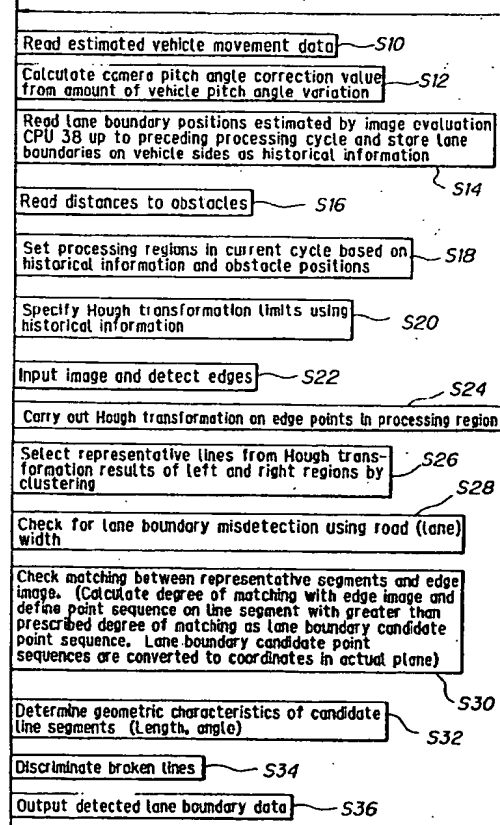 Read estimated vehicle movement data
S10
Calculate camera pitch angle correction value
from amount of vehicle pitch angle variation
S12
Read lane boundary positions estimated by image evaluation
CPU 38 up to preceding processing cycle and store lane
boundaries on vehicle sides as historical information
S14
Read distances to obstacles
S16
Set processing regions in current cycle based on
historical information and obstacle positions
S18
Specify Hough transformation limits using
historical information
S20
Input image and detect edges
S22
S24
Carry out Hough transformation on edge points in processing region
Select representative lines from Hough trans-
formation results of left and right regions by
clustering
S26
S28
Check for lane boundary misdetection using road (lane)
width
Check matching between representative segments and edge
image. (Calculate degree of matching with edge image and
define point sequence on line segment with greater than
prescribed degree of matching as lane boundary candidate
point sequence. Lane boundary candidate point
sequences are converted to coordinates in actual plane)
S30
Determine geometric characteristics of candidate
line segments (Length, angle)
S32
Discriminate broken lines
S34
Output detected lane boundary data
S36